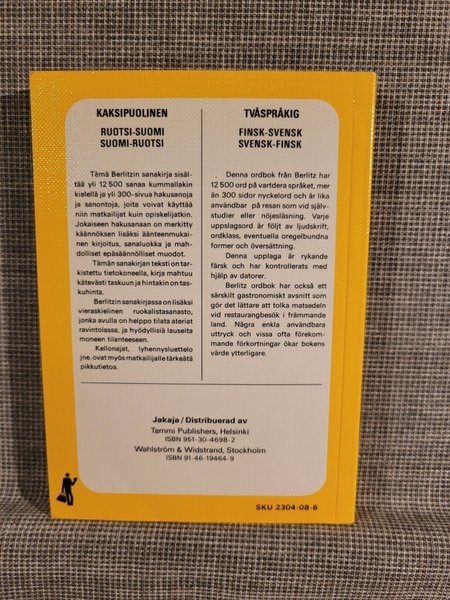 KAKSIPUOLINEN
RUOTSI-SUOMI
SUOMI-RUOTSI
Tämä Berlitzin sanakirja sisäl-
tää yli 12 500 sanaa kummallakin
kielellä ja yli 300-sivua hakusanoja
ja sanontoja, joita voivat käyttää
niin matkailijat kuin opiskelijatkin.
Jokaiseen hakusanaan on merkitty
käännöksen lisäksi äänteenmukai-
nen kirjoitus, sanaluokka ja mah-
dolliset epäsäännölliset muodot.
Tämän sanakirjan teksti on tar-
kistettu tietokoneella, kirja mahtuu
kätevästi taskuun ja hintakin on tas-
kuhinta.
Berlitzin sanakirjassa on lisäksi
vieraskielinen ruokalistasanasto,
jonka avulla on helppo tilata ateriat
ravintolassa, ja hyödyllisiä lauseita
moneen tilanteeseen.
Kellonajat, lyhennysluettelo
jne. ovat myös matkailijalle tärkeätä
pikkutietoa.
TVÅSPRÅKIG
FINSK-SVENSK
SVENSK-FINSK
Denna ordbok från Berlitz har
12 500 ord på vartdera språket, mer
än 300 sidor nyckelord och är lika
användbar på resan som vid själv-
studier eller nöjesläsning. Varje
uppslagsord är följt av ljudskrift,
ordklass, eventuella oregelbundna
former och översättning.
Denna upplaga är rykande
färsk och har kontrollerats med
hjälp av datorer.
Berlitz ordbok har också ett
särskilt gastronomiskt avsnitt som
gör det lättare att tolka matsedeln
vid restaurangbesök i främmande
land. Några enkla användbara
uttryck och vissa ofta förekom-
mande förkortningar ökar bokens
värde ytterligare.
Jakaja / Distribuerad av
Tammi Publishers, Helsinki
ISBN 951-30-4698-2
Wahlström & Widstrand, Stockholm
ISBN 91-46-19464-9
SKU 2304-08-6